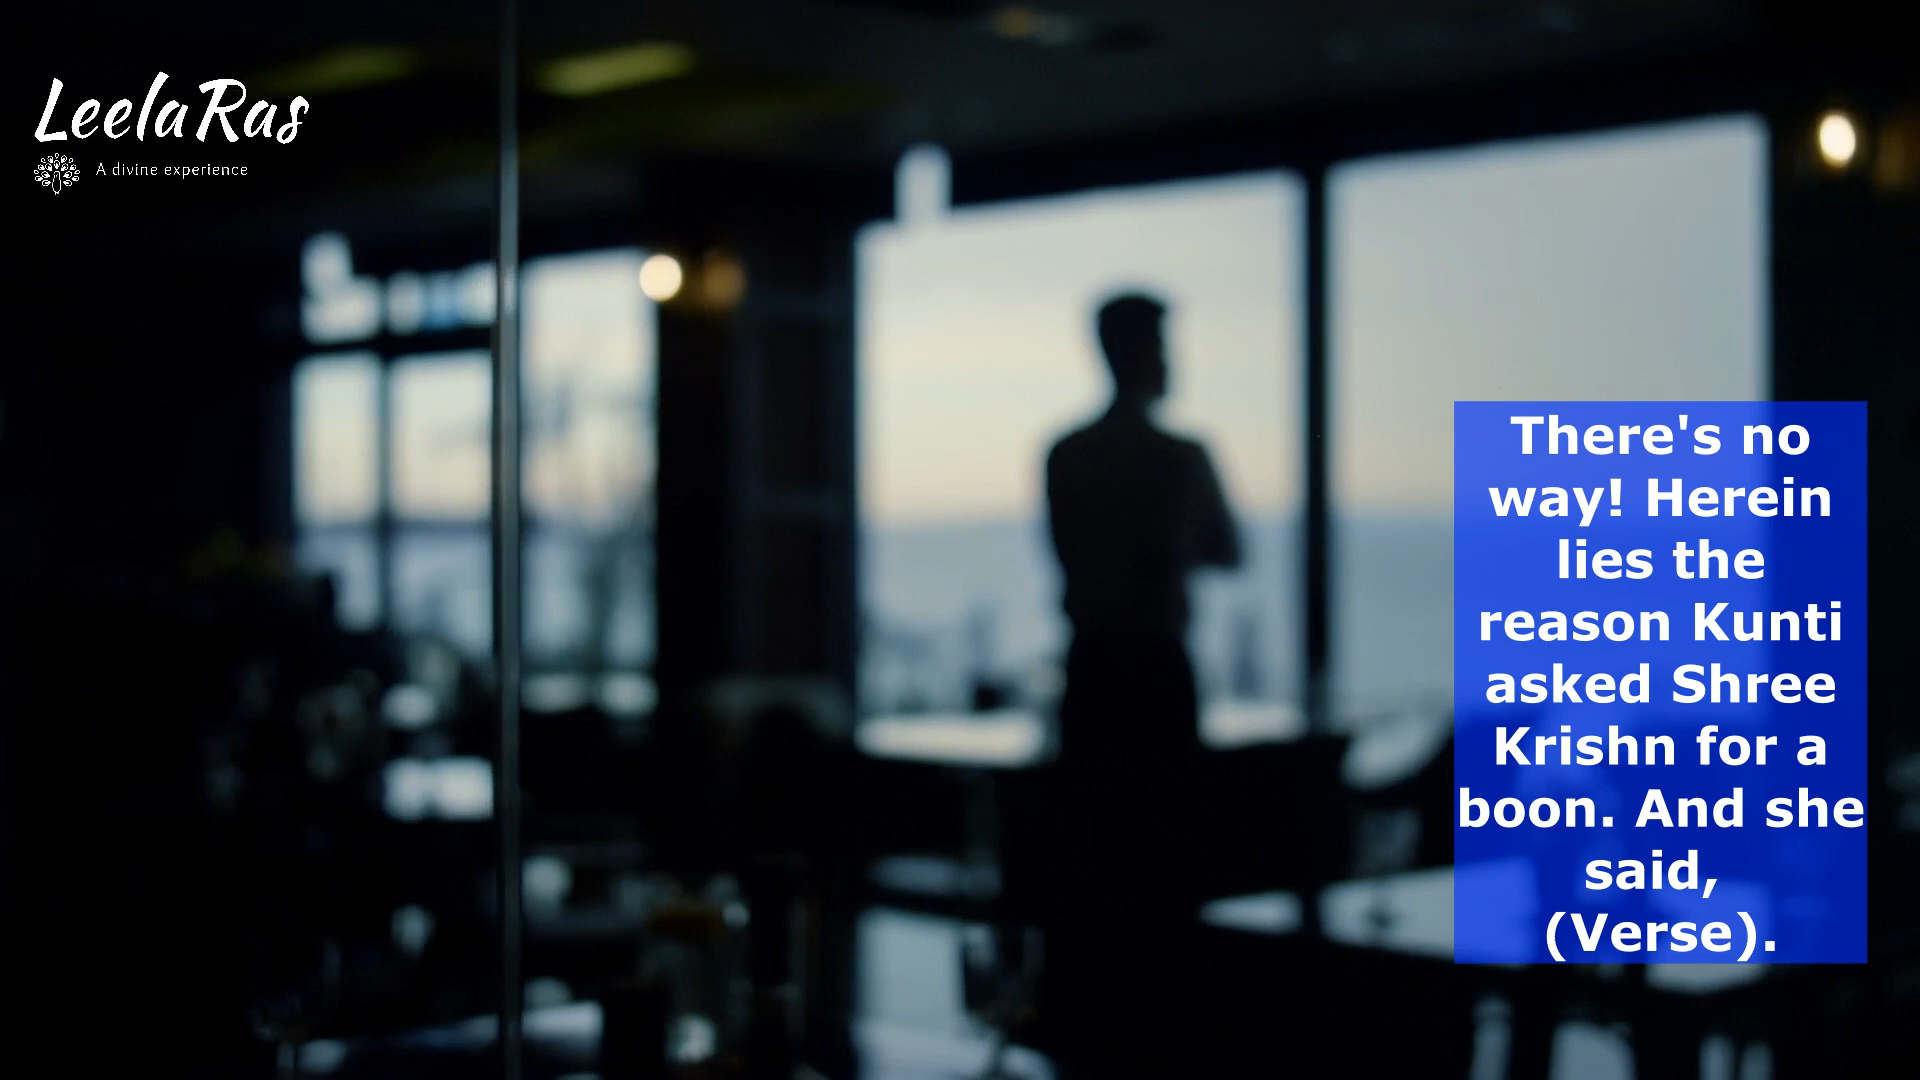 LeelaRas
A divine experience
There's no
way! Herein
lies the
reason Kunti
asked Shree
Krishn for a
boon. And she
said,
(Verse).